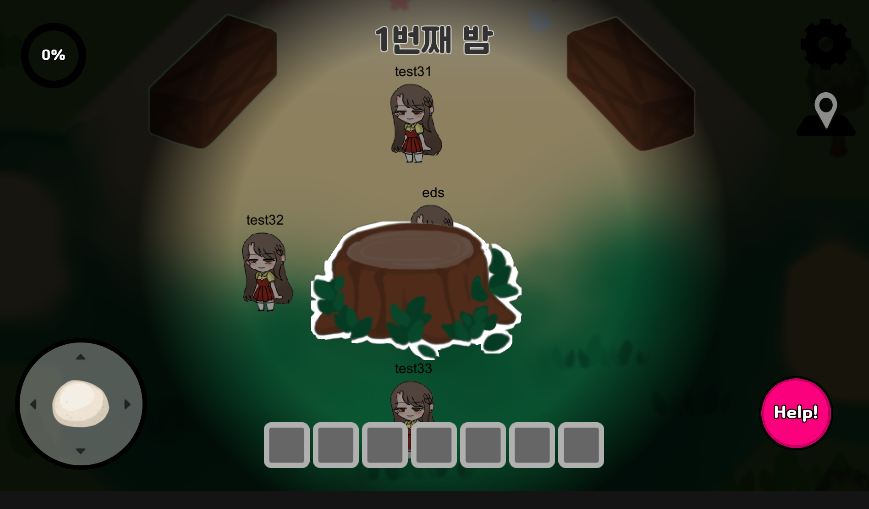 0%
1번째 밤
test31
eds
test32
test33
Help!